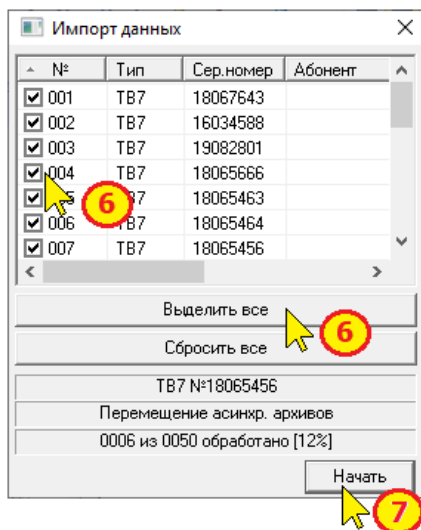 Импорт данных
№ Тип Сер.номер Абонент
001 ТВ7 18067643
002 ТВ7 16034588
003 ТВ7 19082801
004 ТВ7 18065666
6 18065463
006 ТВ7 18065464
007 ТВ7 18065456
Выделить все
6
Сбросить все
ТВ7 №18065456
Перемещение асинхр. архивов
0006 из 0050 обработано [12%]
Начать
7